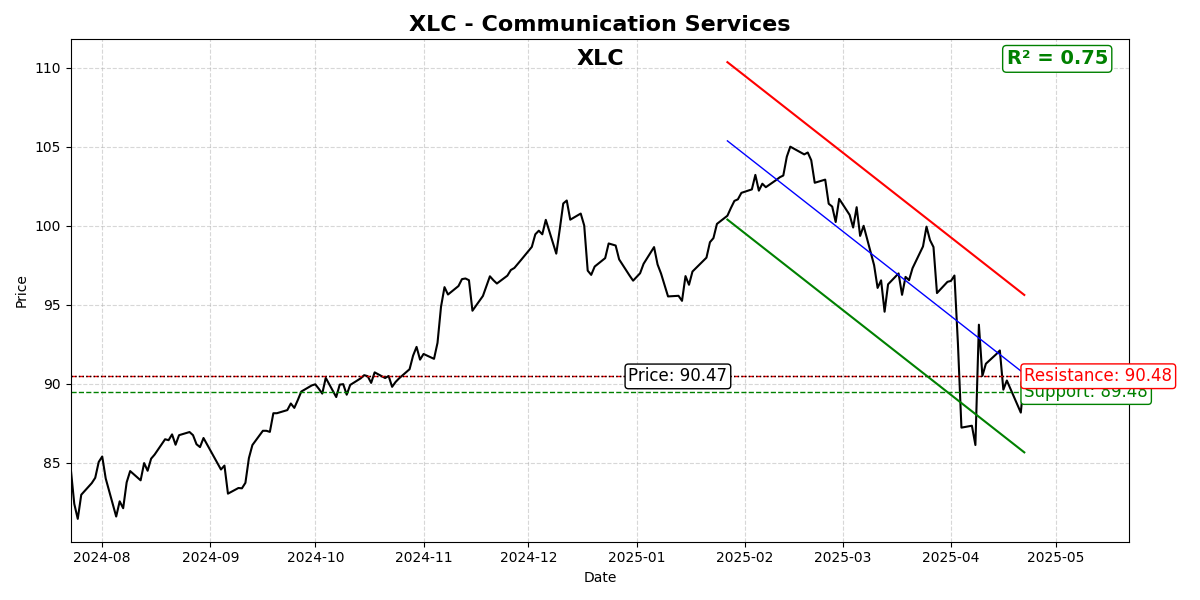 XLC - Communication Services
XLC
R² = 0.75
110
105
100
95
90
85
Price
Price: 90.47
Resistance: 90.48
Support: 89.48
2024-08
2024-09
2024-10
2024-11
2024-12
2025-01
2025-02
2025-03
2025-04
2025-05
Date